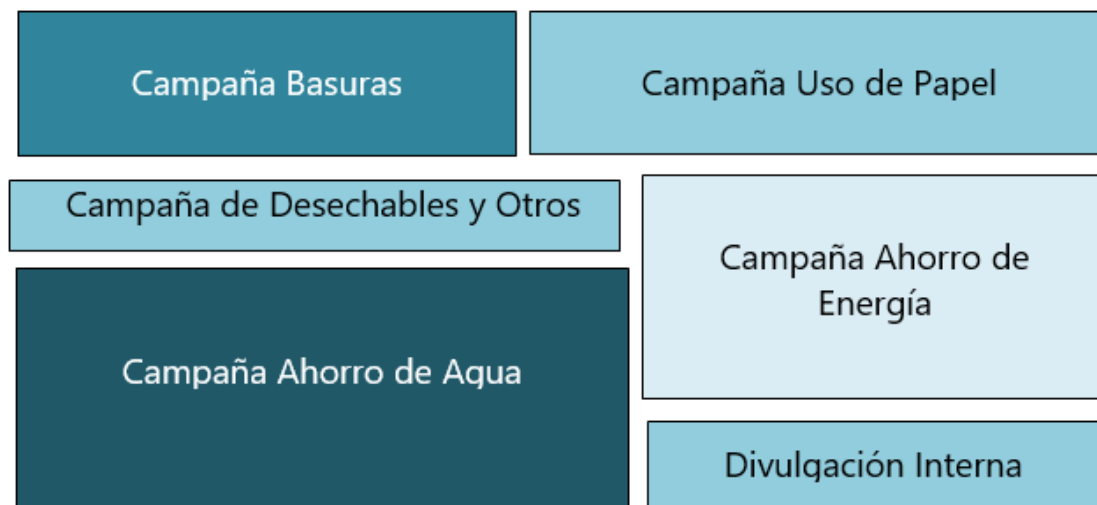 Campaña Basuras
Campaña Uso de Papel
Campaña de Desechables y Otros
Campaña Ahorro de
Energía
Campaña Ahorro de Agua
Divulgación Interna